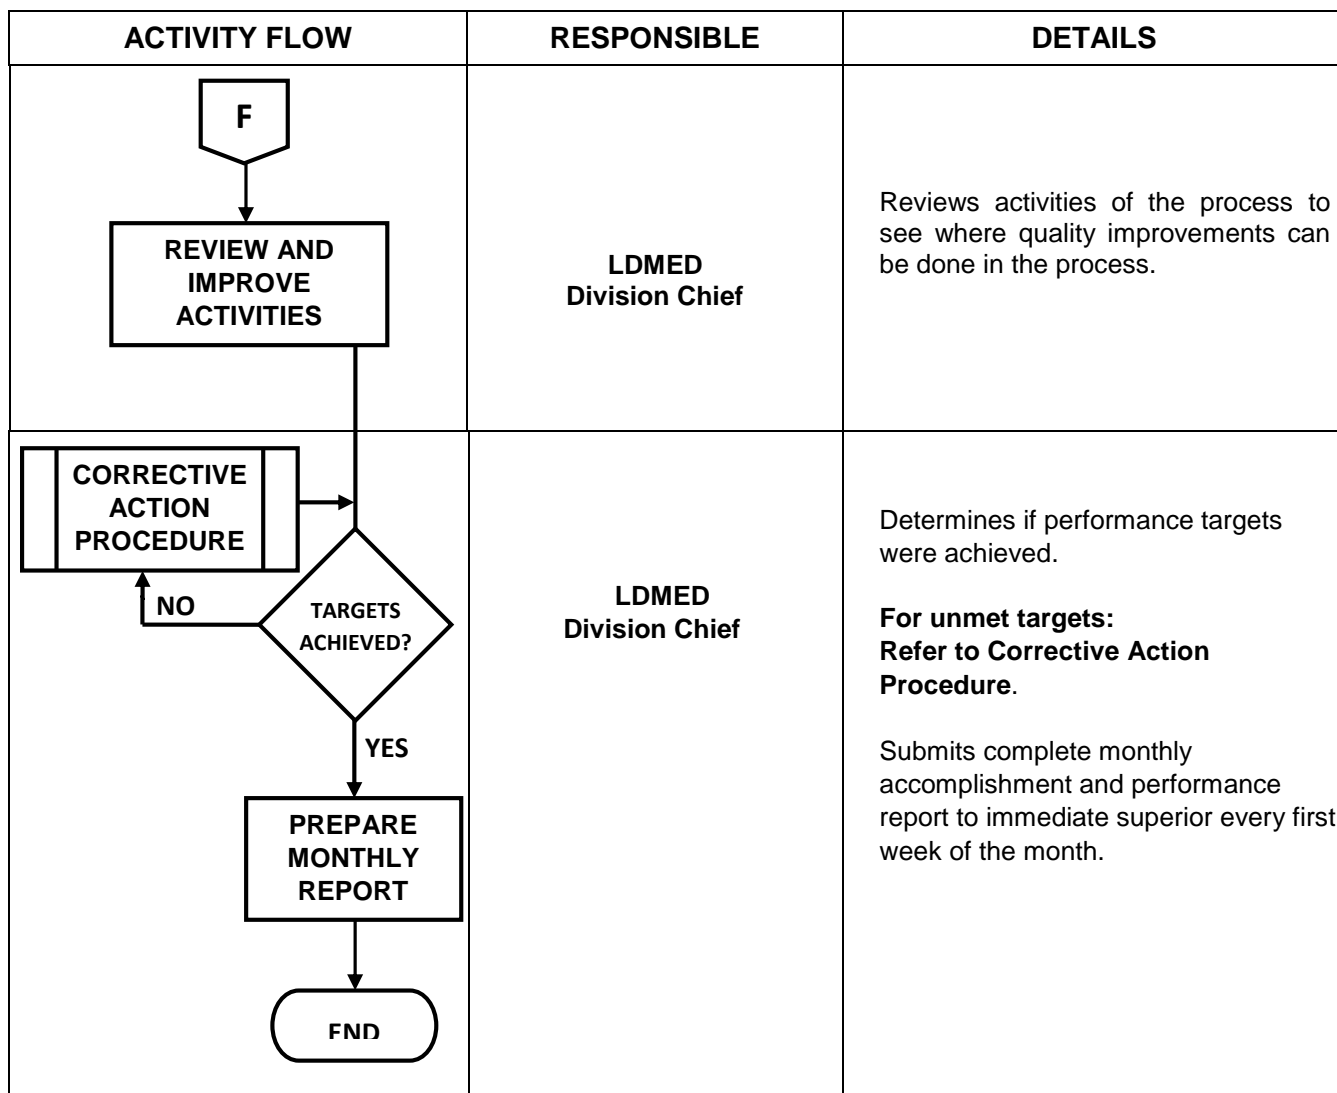 ACTIVITY FLOW
RESPONSIBLE
DETAILS
F
REVIEW AND
IMPROVE
ACTIVITIES
LDMED
Division Chief
Reviews activities of the process to
see where quality improvements can
be done in the process.
CORRECTIVE
ACTION
PROCEDURE
NO
TARGETS
ACHIEVED?
YES
PREPARE
MONTHLY
REPORT
END
LDMED
Division Chief
Determines if performance targets
were achieved.
For unmet targets:
Refer to Corrective Action
Procedure.
Submits complete monthly
accomplishment and performance
report to immediate superior every first
week of the month.